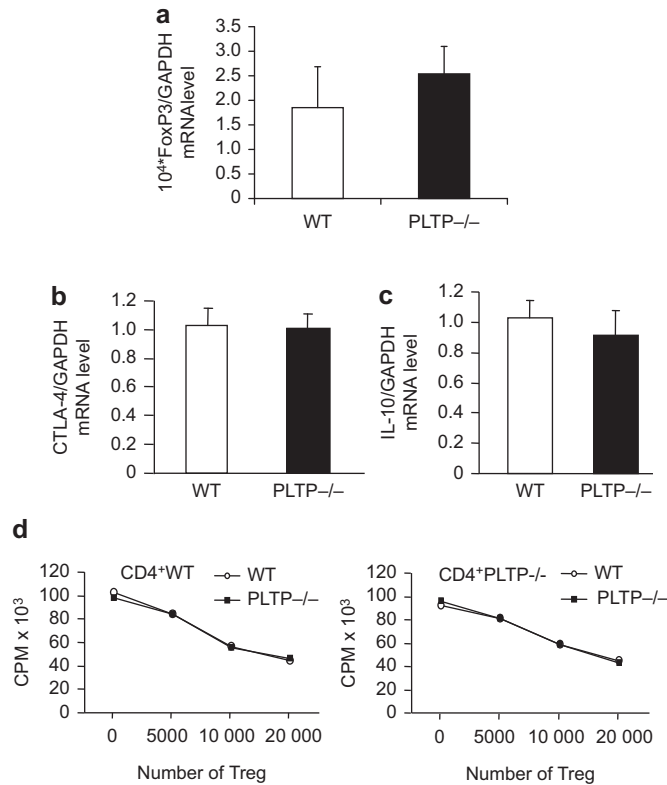 a
10⁴*FoxP3/GAPDH
mRNAlevel
3.5
3.0
2.5
2.0
1.5
1.0
0.5
0
WT
PLTP–/–
b
CTLA-4/GAPDH
mRNA level
1.2
1.0
0.8
0.6
0.4
0.2
0
WT
PLTP–/–
c
IL-10/GAPDH
mRNA level
1.2
1.0
0.8
0.6
0.4
0.2
0
WT
PLTP–/–
d
CPM x 10³
120
100
80
60
40
20
0
CD4⁺WT
WT
PLTP–/–
0 5000 10 000 20 000
Number of Treg
CPM x 10³
120
100
80
60
40
20
0
CD4⁺PLTP-/-
WT
PLTP–/–
0 5000 10 000 20 000
Number of Treg